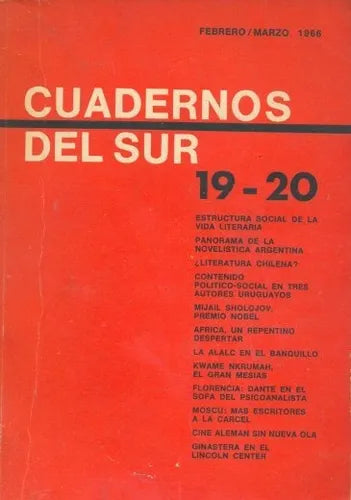 FEBRERO/MARZO, 1966
CUADERNOS
DEL SUR
19-20
ESTRUCTURA SOCIAL DE LA
VIDA LITERARIA
PANORAMA DE LA
NOVELISTICA ARGENTINA
¿LITERATURA CHILENA?
CONTENIDO
POLITICO-SOCIAL EN TRES
AUTORES URUGUAYOS
MIJAIL SHOLOJOV,
PREMIO NOBEL
AFRICA, UN REPENTINO
DESPERTAR
LA ALALC EN EL BANQUILLO
KWAME NKRUMAH,
EL GRAN MESIAS
FLORENCIA: DANTE EN EL
SOFA DEL PSICOANALISTA
MOSCU: MAS ESCRITORES
A LA CARCEL
CINE ALEMAN SIN NUEVA OLA
GINASTERA EN EL
LINCOLN CENTER